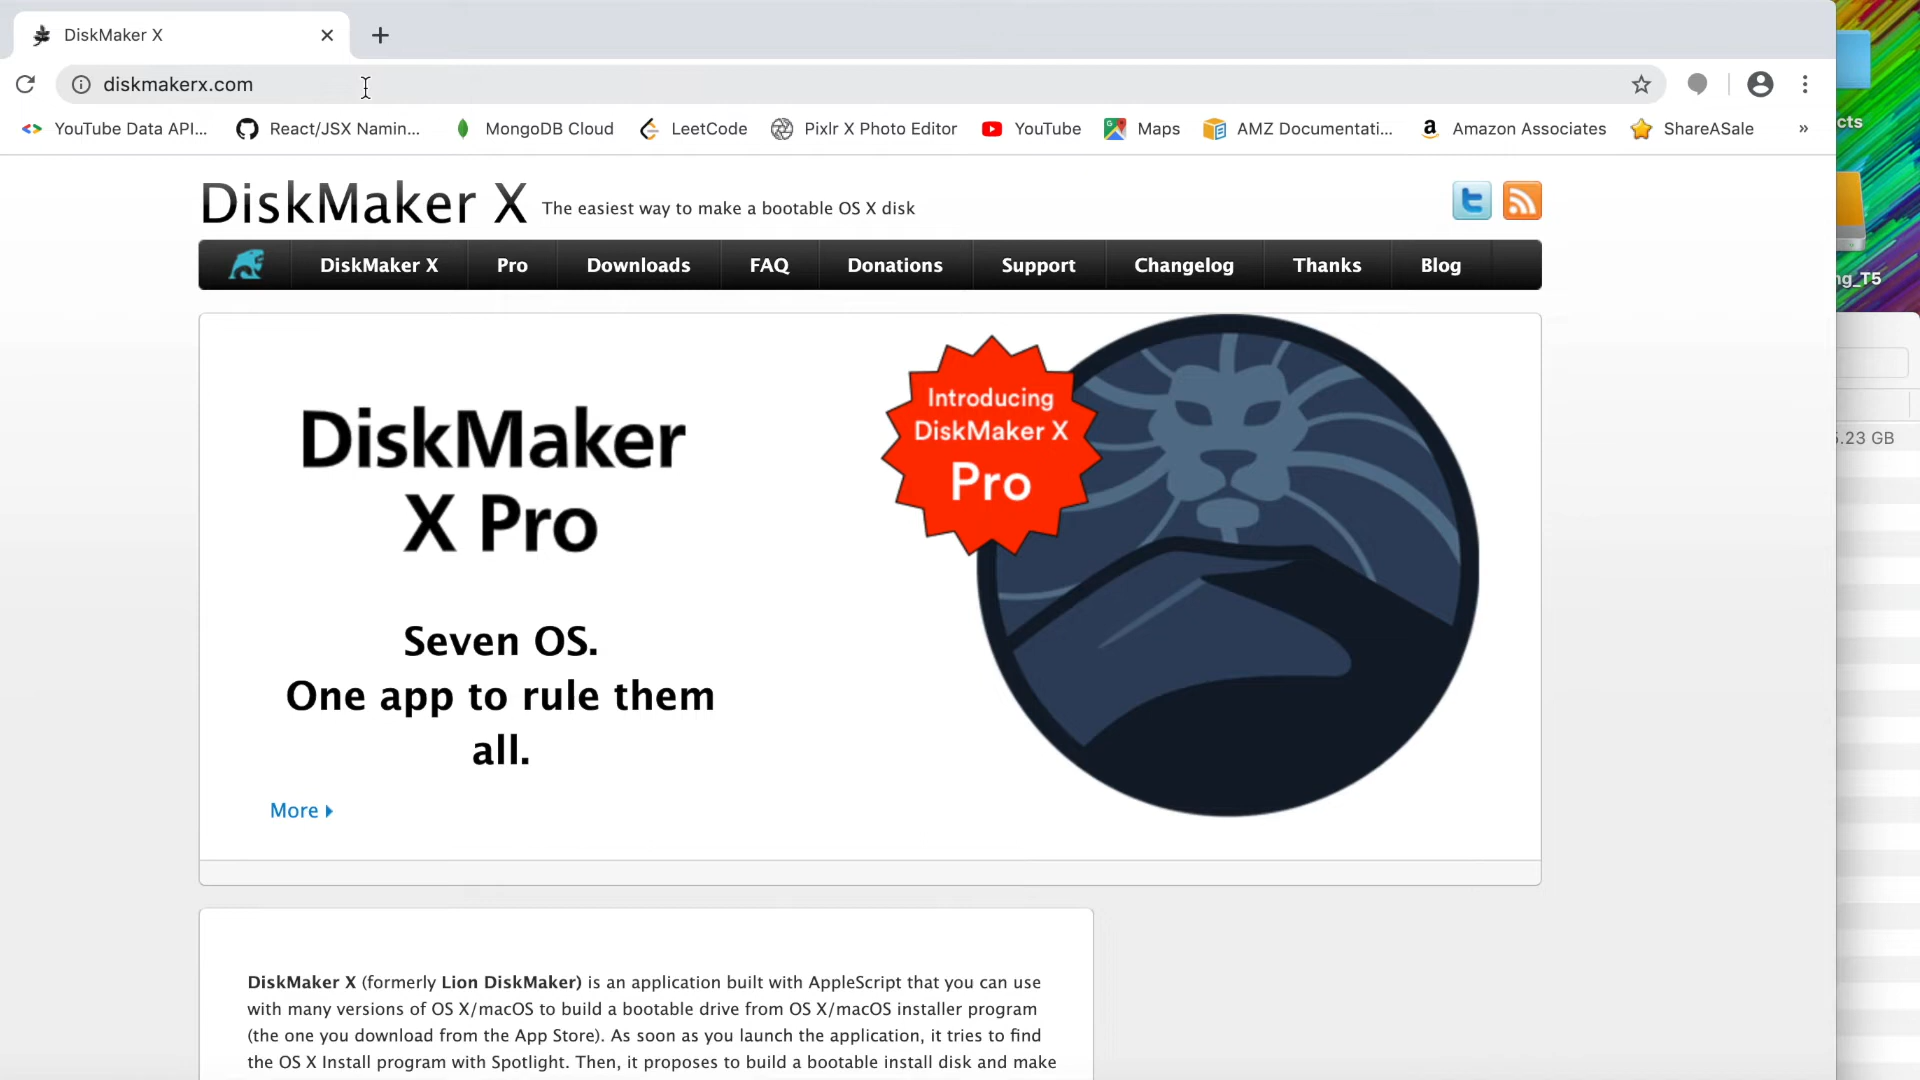 DiskMaker X
diskmakerx.com
YouTube Data API... React/JSX Namin... MongoDB Cloud LeetCode Pixlr X Photo Editor YouTube Maps AMZ Documentati... Amazon Associates ShareASale »
cts
DiskMaker X The easiest way to make a bootable OS X disk
DiskMaker X Pro Downloads FAQ Donations Support Changelog Thanks Blog
ng_T5
DiskMaker
X Pro
Introducing
DiskMaker X
Pro
5.23 GB
Seven OS.
One app to rule them
all.
More
DiskMaker X (formerly Lion DiskMaker) is an application built with AppleScript that you can use
with many versions of OS X/macOS to build a bootable drive from OS X/macOS installer program
(the one you download from the App Store). As soon as you launch the application, it tries to find
the OS X Install program with Spotlight. Then, it proposes to build a bootable install disk and make